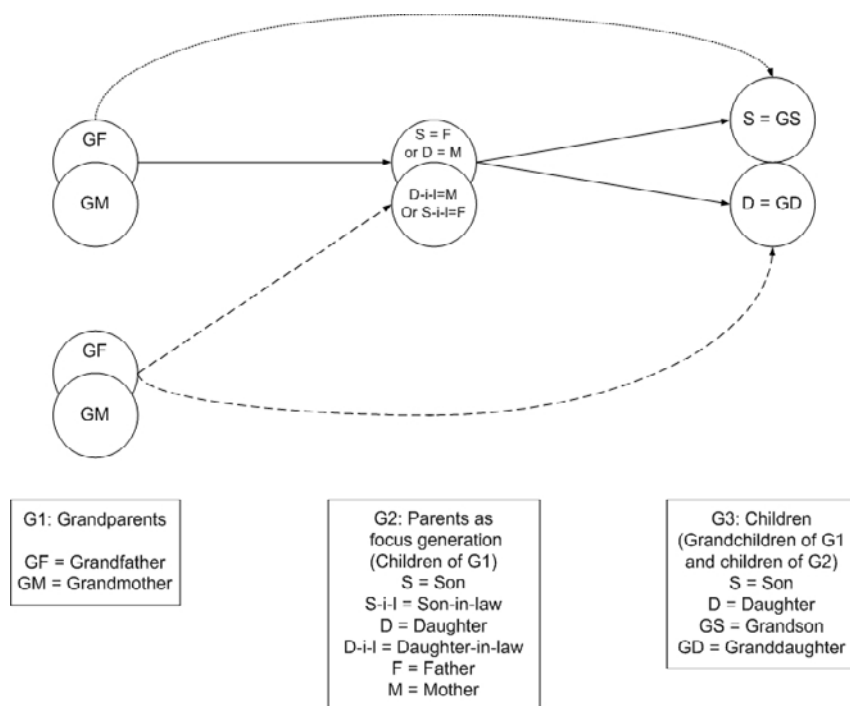 GF
GM
S = F
or D = M
D-i-l=M
Or S-i-l=F
S = GS
D = GD
GF
GM
G1: Grandparents
GF = Grandfather
GM = Grandmother
G2: Parents as
focus generation
(Children of G1)
S = Son
S-i-l = Son-in-law
D = Daughter
D-i-l = Daughter-in-law
F = Father
M = Mother
G3: Children
(Grandchildren of G1
and children of G2)
S = Son
D = Daughter
GS = Grandson
GD = Granddaughter